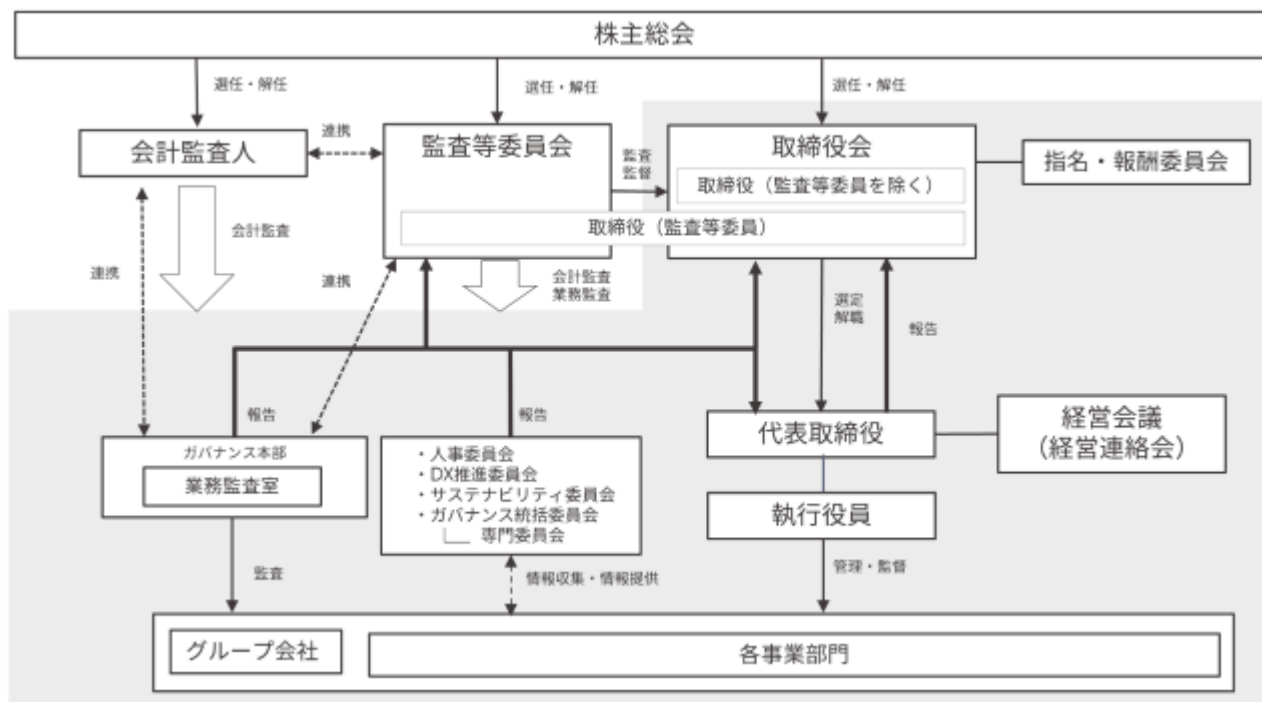 株主総会
選任・解任
選任・解任
選任・解任
会計監査人
連携
監査等委員会
監査
監督
取締役会
指名・報酬委員会
取締役（監査等委員を除く）
取締役（監査等委員）
会計監査
連携
連携
会計監査
業務監査
選定
解職
報告
報告
報告
ガバナンス本部
業務監査室
・人事委員会
・DX推進委員会
・サステナビリティ委員会
・ガバナンス統括委員会
専門委員会
代表取締役
経営会議
（経営連絡会）
執行役員
監査
情報収集・情報提供
管理・監督
グループ会社
各事業部門